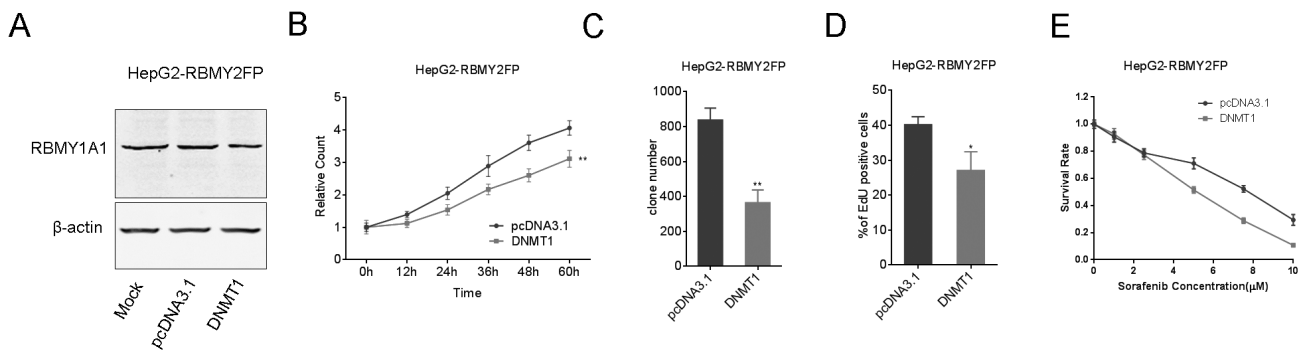 A
HepG2-RBMY2FP
RBMY1A1
β-actin
Mock
pcDNA3.1
DNMT1
B
HepG2-RBMY2FP
Relative Count
5
4
3
2
1
0
0h 12h 24h 36h 48h 60h
Time
pcDNA3.1
DNMT1
**
C
HepG2-RBMY2FP
clone number
1000
800
600
400
200
0
**
pcDNA3.1
DNMT1
D
HepG2-RBMY2FP
%of EdU positive cells
50
40
30
20
10
0
*
pcDNA3.1
DNMT1
E
HepG2-RBMY2FP
Survival Rate
1.2
1.0
0.8
0.6
0.4
0.2
0.0
0 2 4 6 8 10
Sorafenib Concentration(μM)
pcDNA3.1
DNMT1